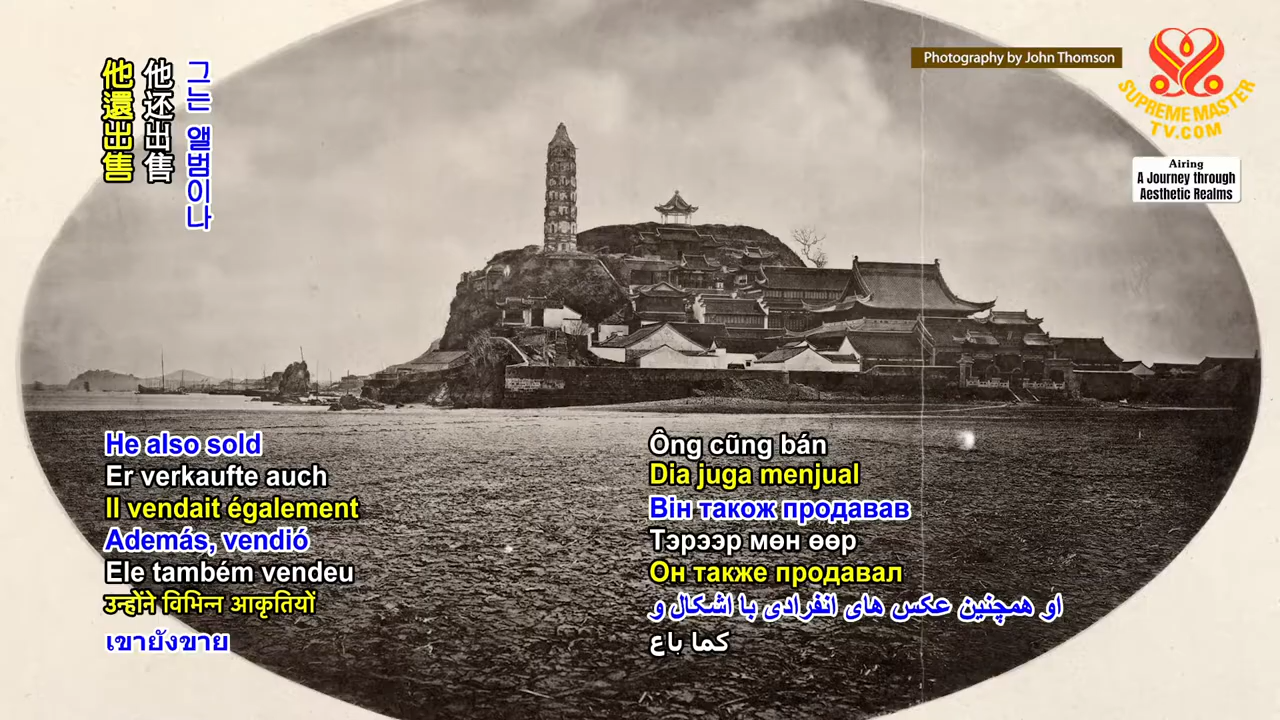 Photography by John Thomson
SUPREME MASTER
TV.COM
Airing
A Journey through
Aesthetic Realms
他還出售
他还出售
그는 앨범이나
He also sold
Er verkaufte auch
Il vendait également
Además, vendió
Ele também vendeu
उन्होंने विभिन्न आकृतियों
เขายังขาย
Ông cũng bán
Dia juga menjual
Він також продавав
Тэрээр мөн өөр
Он также продавал
او همچنین عکس های انفرادی با اشکال و
كما باع